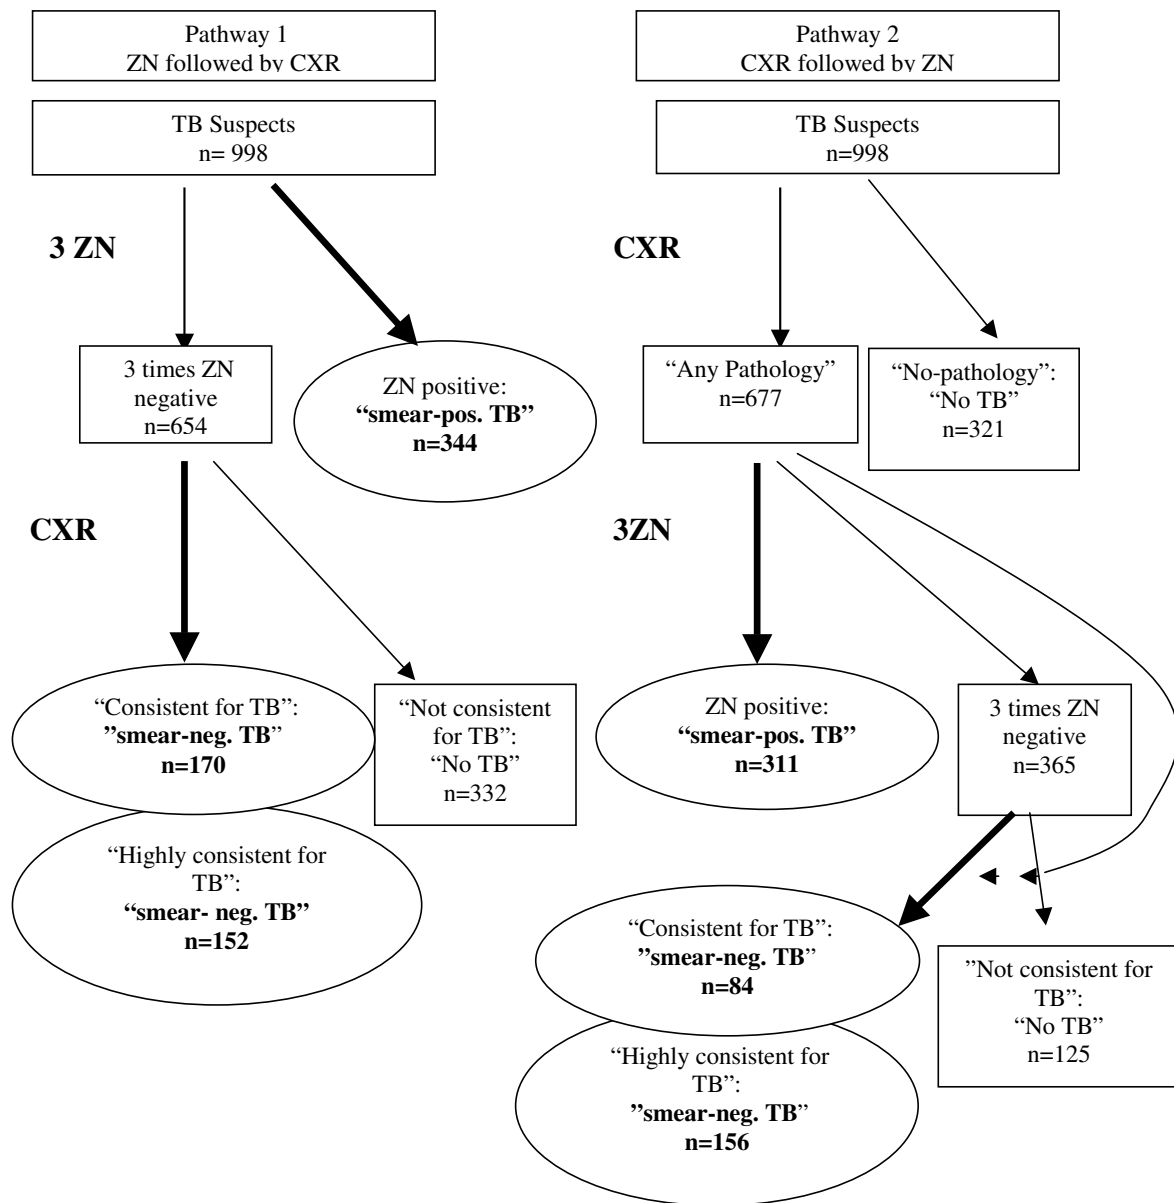 Pathway 1
ZN followed by CXR
TB Suspects
n= 998
3 ZN
3 times ZN
negative
n=654
ZN positive:
“smear-pos. TB”
n=344
CXR
“Consistent for TB”:
”smear-neg. TB”
n=170
“Not consistent
for TB”:
“No TB”
n=332
“Highly consistent for
TB”:
“smear- neg. TB”
n=152
Pathway 2
CXR followed by ZN
TB Suspects
n=998
CXR
“Any Pathology”
n=677
“No-pathology”:
“No TB”
n=321
3ZN
ZN positive:
“smear-pos. TB”
n=311
3 times ZN
negative
n=365
“Consistent for TB”:
”smear-neg. TB”
n=84
”Not consistent for
TB”:
“No TB”
n=125
“Highly consistent for
TB”:
”smear-neg. TB”
n=156